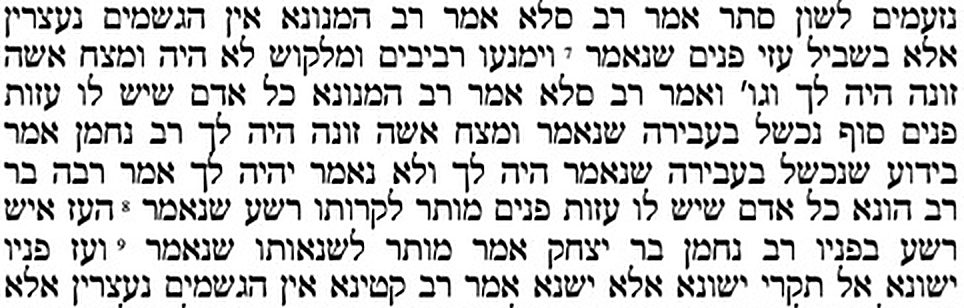 נזעמים לשון סתר אמר רב סלא אמר רב המנונא אין הגשמים נעצרין
אלא בשביל עזי פנים שנאמר 7 וימנעו רביבים ומלקוש לא היה ומצח אשה
זונה היה לך וגו' ואמר רב סלא אמר רב המנונא כל אדם שיש לו עזות
פנים סוף נכשל בעבירה שנאמר ומצח אשה זונה היה לך רב נחמן אמר
בידוע שנכשל בעבירה שנאמר היה לך ולא נאמר יהיה לך אמר רבה בר
רב הונא כל אדם שיש לו עזות פנים מותר לקרותו רשע שנאמר 8 העז איש
רשע בפניו רב נחמן בר יצחק אמר מותר לשנאותו שנאמר 9 ועז פניו
ישונא אל תקרי ישונא אלא ישנא אמר רב קטינא אין הגשמים נעצרין אלא